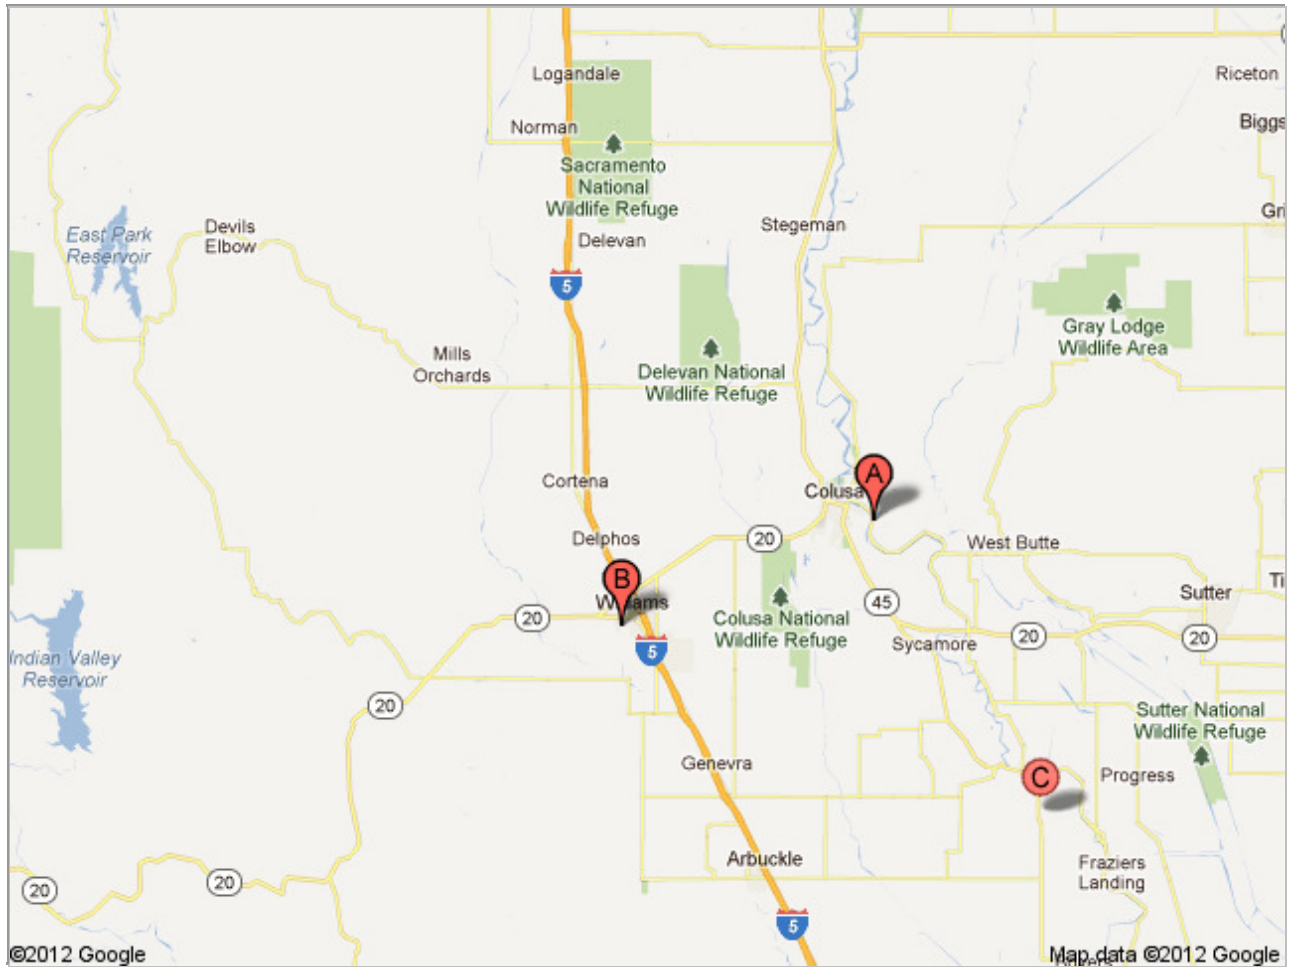 Logandale
Riceton
Norman
Biggs
Sacramento
National
Wildlife Refuge
Gri
Stegeman
Devils
Elbow
East Park
Reservoir
Delevan
5
Gray Lodge
Wildlife Area
Mills
Orchards
Delevan National
Wildlife Refuge
A
Cortena
Colusa
Delphos
20
West Butte
B
Williams
45
Sutter
Ti
20
Colusa National
Wildlife Refuge
20
20
Sycamore
5
Indian Valley
Reservoir
20
Sutter National
Wildlife Refuge
Genevra
C
Progress
Arbuckle
Fraziers
Landing
20
20
5
©2012 Google
Map data ©2012 Google